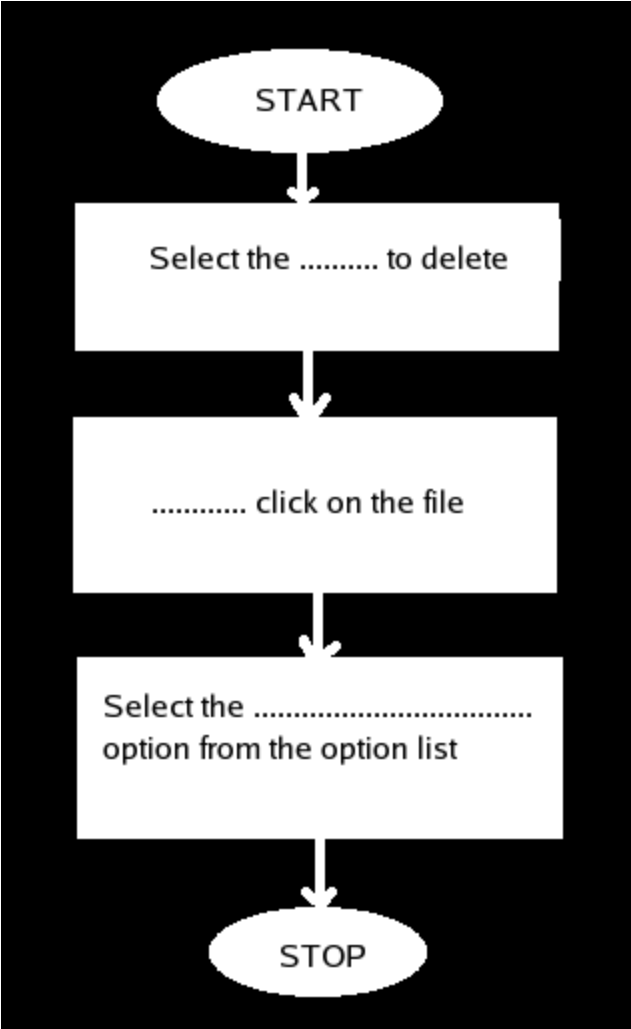 START
Select the .......... to delete
............ click on the file
Select the ...................................
option from the option list
STOP